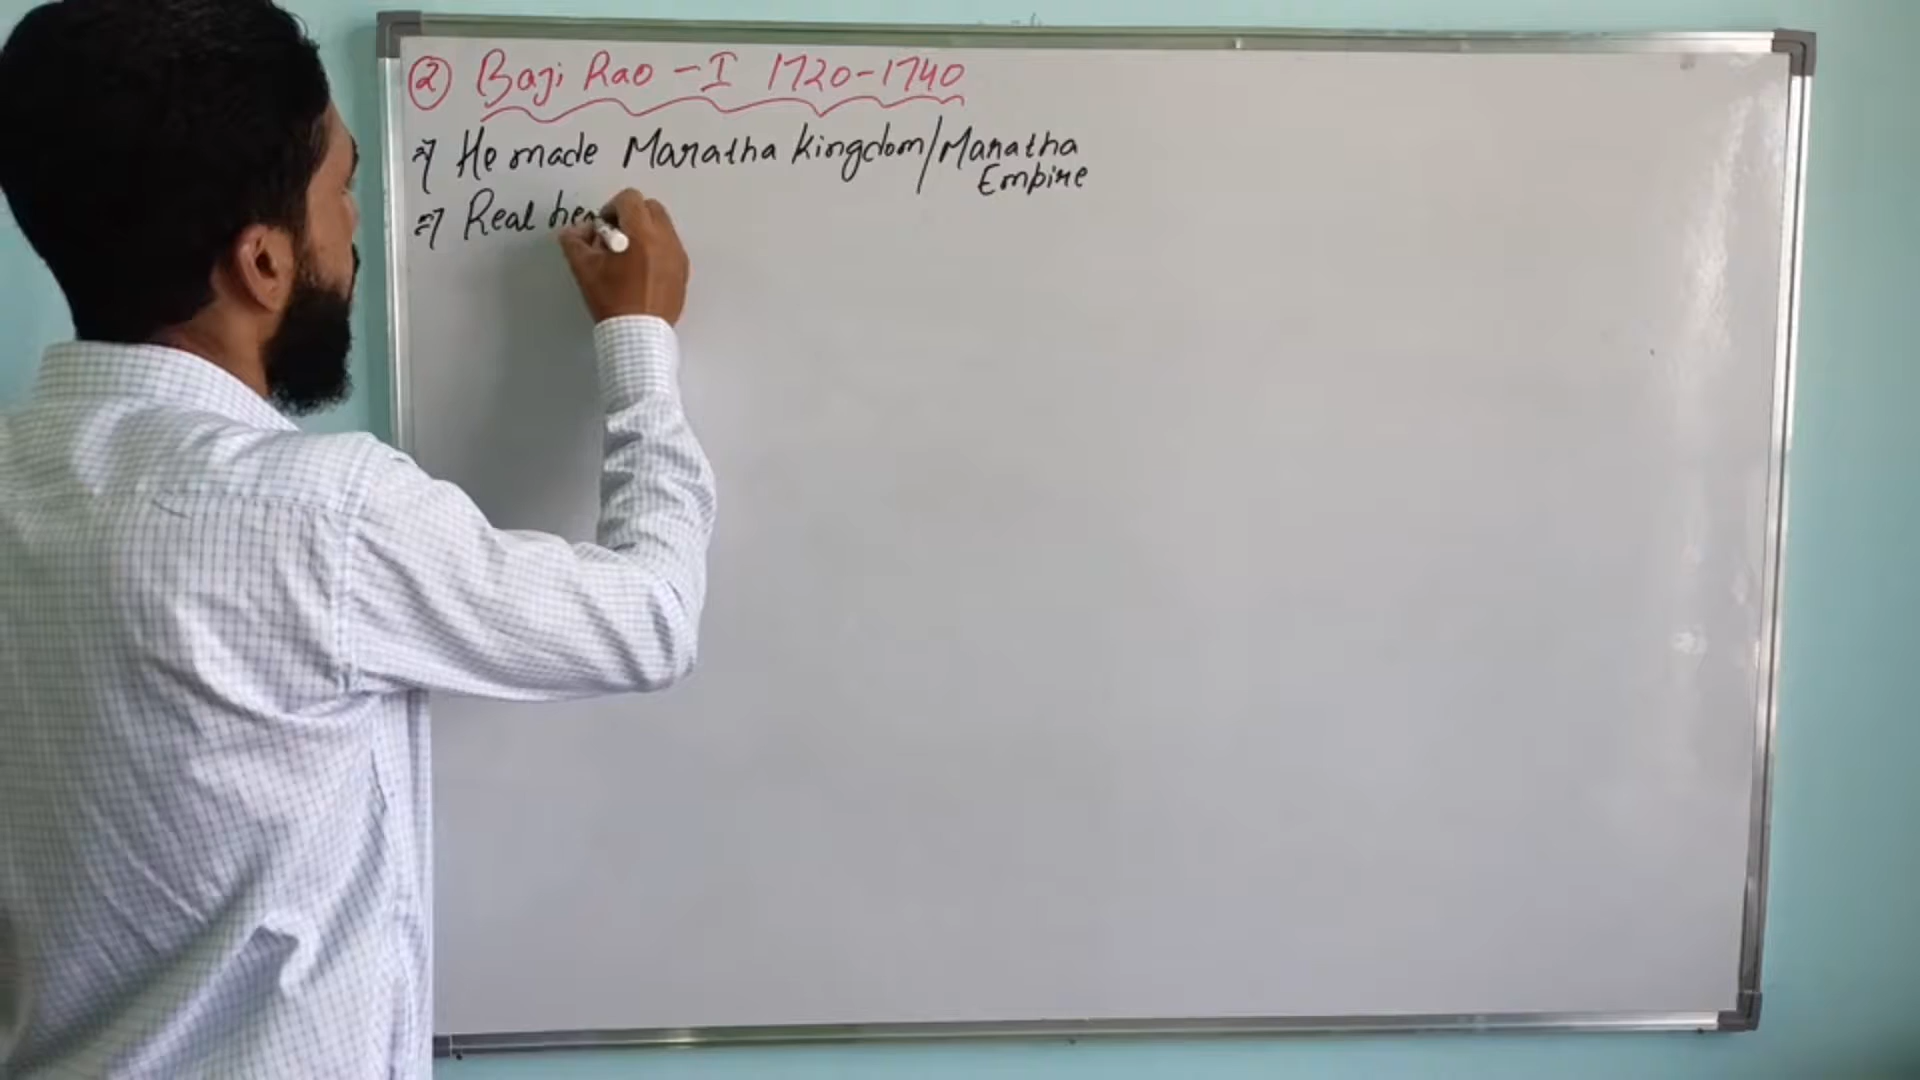 ② Baji Rao - I 1720-1740
⇒ He made Maratha kingdom/Maratha
Empire
⇒ Real